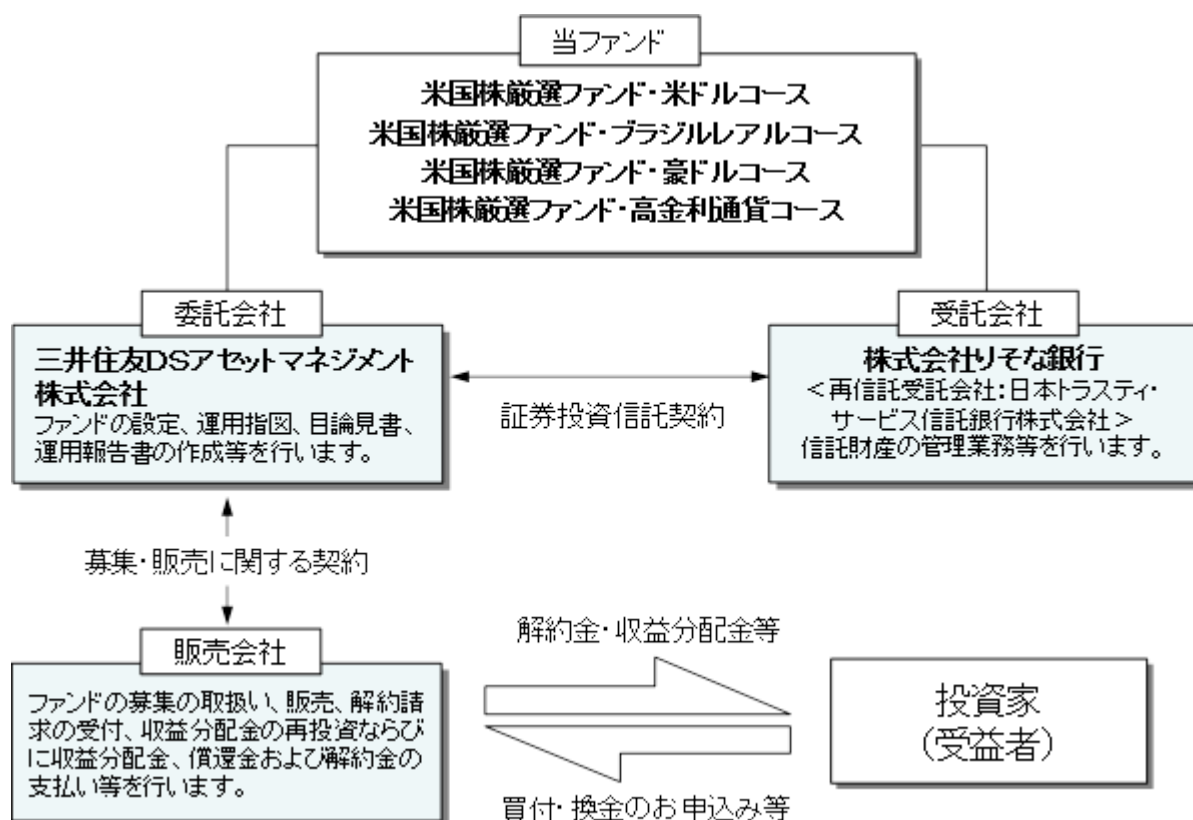 当ファンド
米国株厳選ファンド・米ドルコース
米国株厳選ファンド・ブラジルレアルコース
米国株厳選ファンド・豪ドルコース
米国株厳選ファンド・高金利通貨コース
委託会社
三井住友DSアセットマネジメント
株式会社
ファンドの設定、運用指図、目論見書、
運用報告書の作成等を行います。
証券投資信託契約
受託会社
株式会社りそな銀行
<再信託受託会社:日本トラスティ・
サービス信託銀行株式会社>
信託財産の管理業務等を行います。
募集・販売に関する契約
販売会社
ファンドの募集の取扱い、販売、解約請
求の受付、収益分配金の再投資ならび
に収益分配金、償還金および解約金の
支払い等を行います。
解約金・収益分配金等
買付・換金のお申込み等
投資家
(受益者)